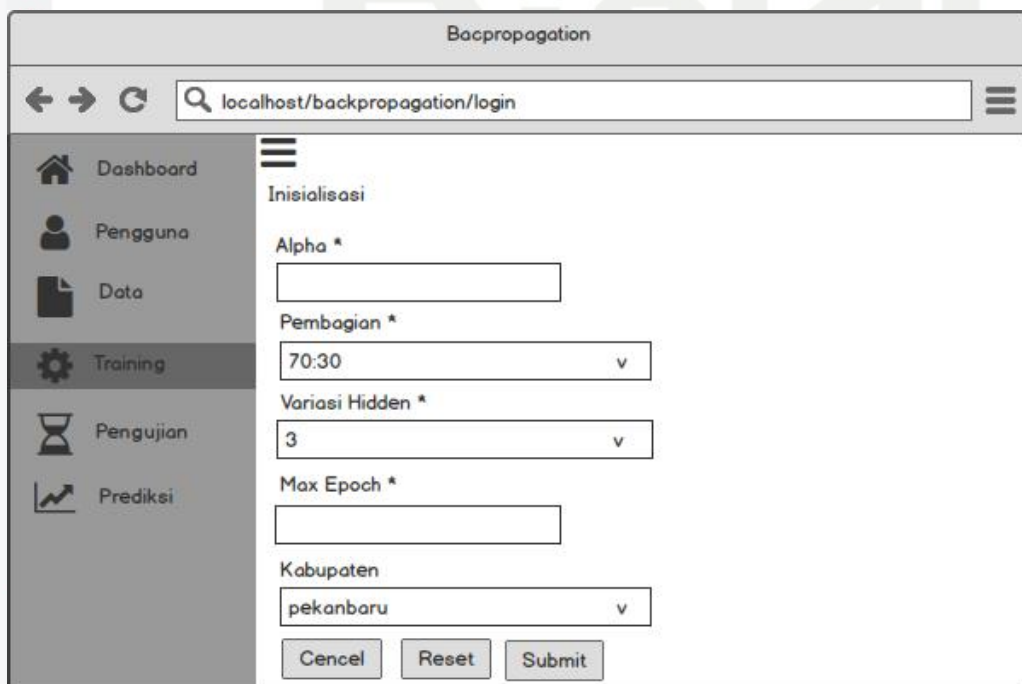 Bacpropagation
localhost/backpropagation/login
Dashboard
Pengguna
Data
Training
Pengujian
Prediksi
Inisialisasi
Alpha *
Pembagian *
70:30 v
Variasi Hidden *
3 v
Max Epoch *
Kabupaten
pekanbaru v
Cencel Reset Submit